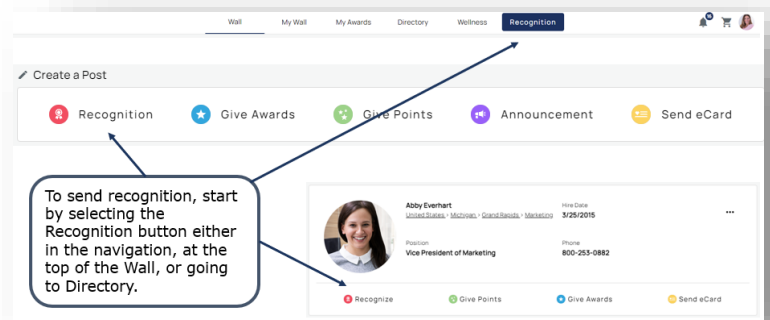 Wall My Wall My Awards Directory Wellness Recognition
Create a Post
Recognition Give Awards Give Points Announcement Send eCard
To send recognition, start
by selecting the
Recognition button either
in the navigation, at the
top of the Wall, or going
to Directory.
Abby Everhart
United States > Michigan > Grand Rapids > Marketing
Hire Date
3/25/2015
Position
Vice President of Marketing
Phone
800-253-0882
Recognize Give Points Give Awards Send eCard